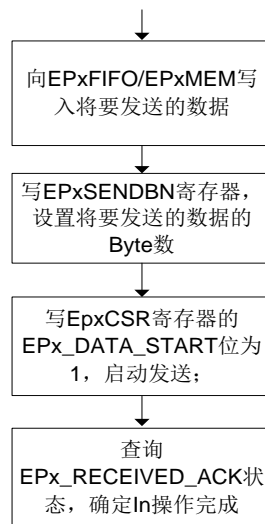 向EPxFIFO/EPxMEM写
入将要发送的数据
写EPxSENDBN寄存器，
设置将要发送的数据的
Byte数
写EpxCSR寄存器的
EPx_DATA_START位为
1，启动发送；
查询
EPx_RECEIVED_ACK状
态，确定In操作完成